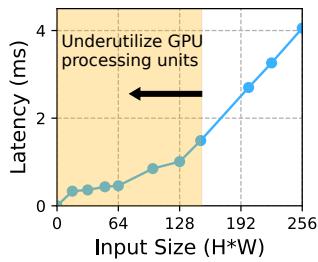 4
Underutilize GPU
processing units
Latency (ms)
2
0
0 64 128 192 256
Input Size (H*W)